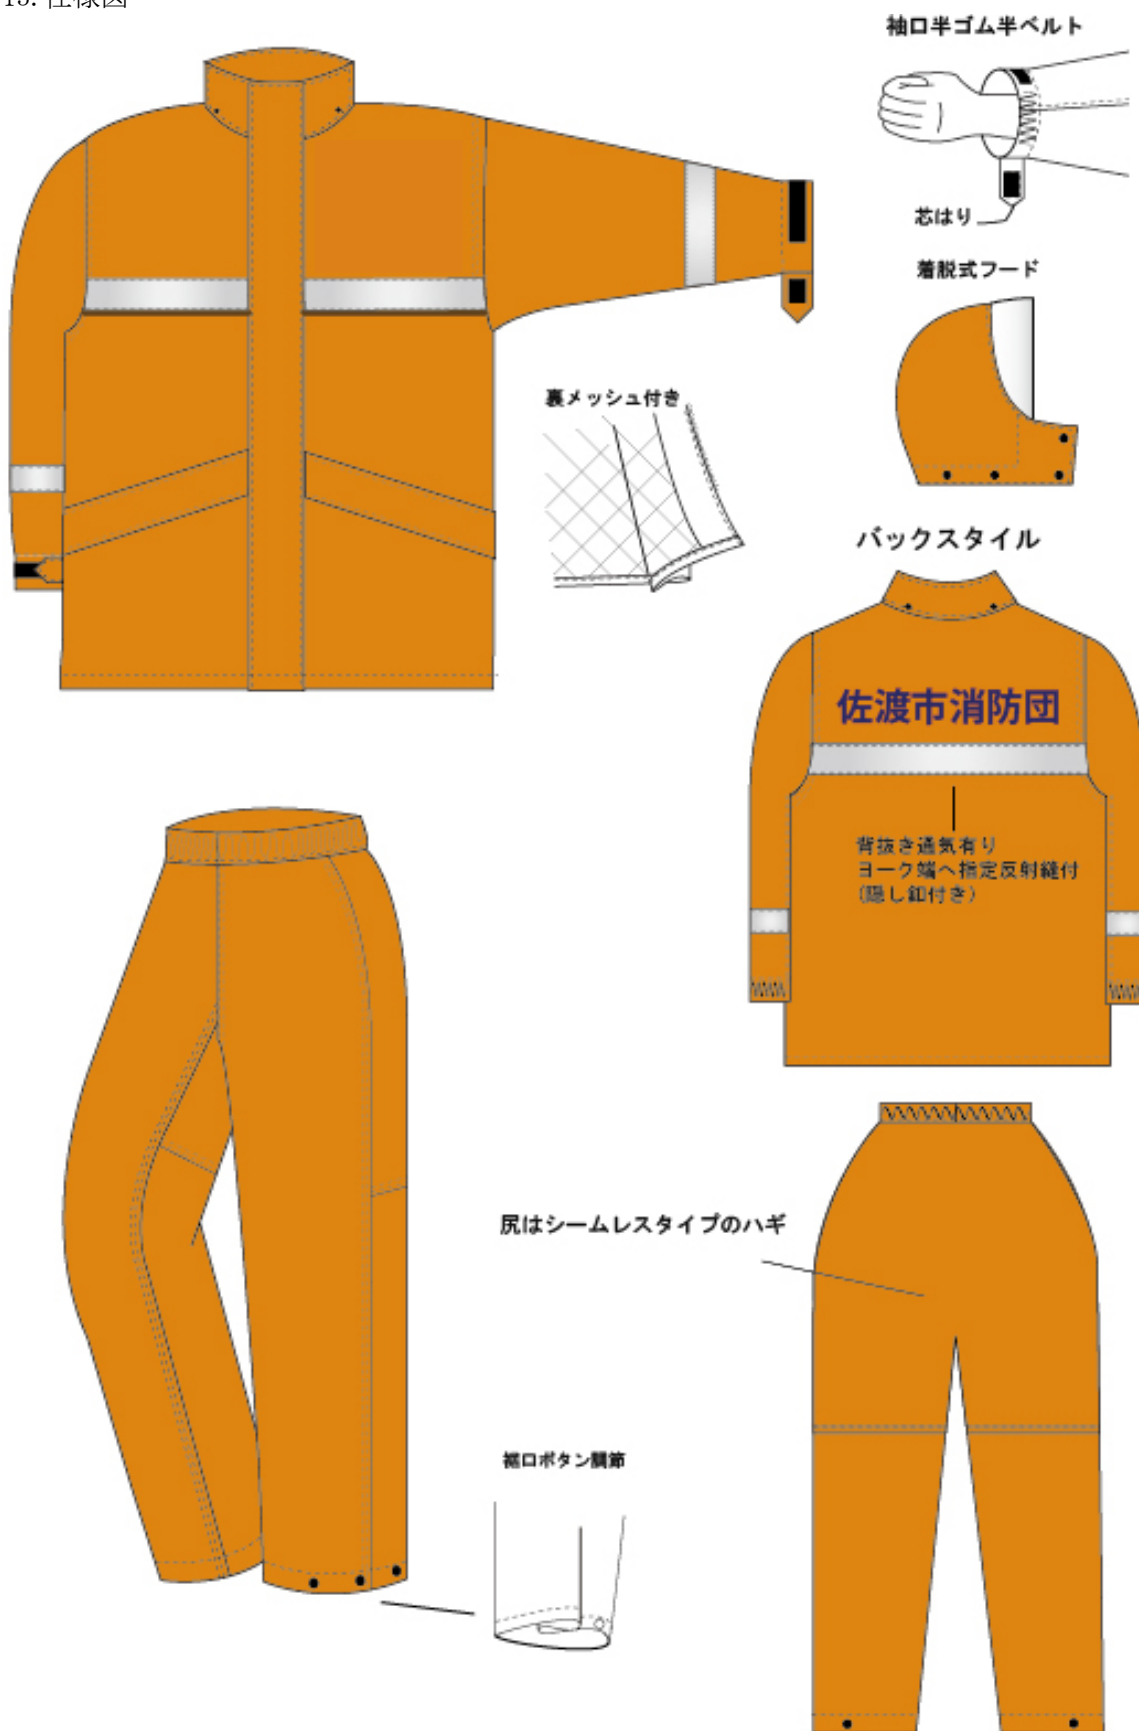 13. 仕様図
袖口半ゴム半ベルト
芯はり
着脱式フード
裏メッシュ付き
バックスタイル
佐渡市消防団
背抜き通気有り
ヨーク端へ指定反射縫付
(隠し釦付き)
尻はシームレスタイプのハギ
裾口ボタン調節